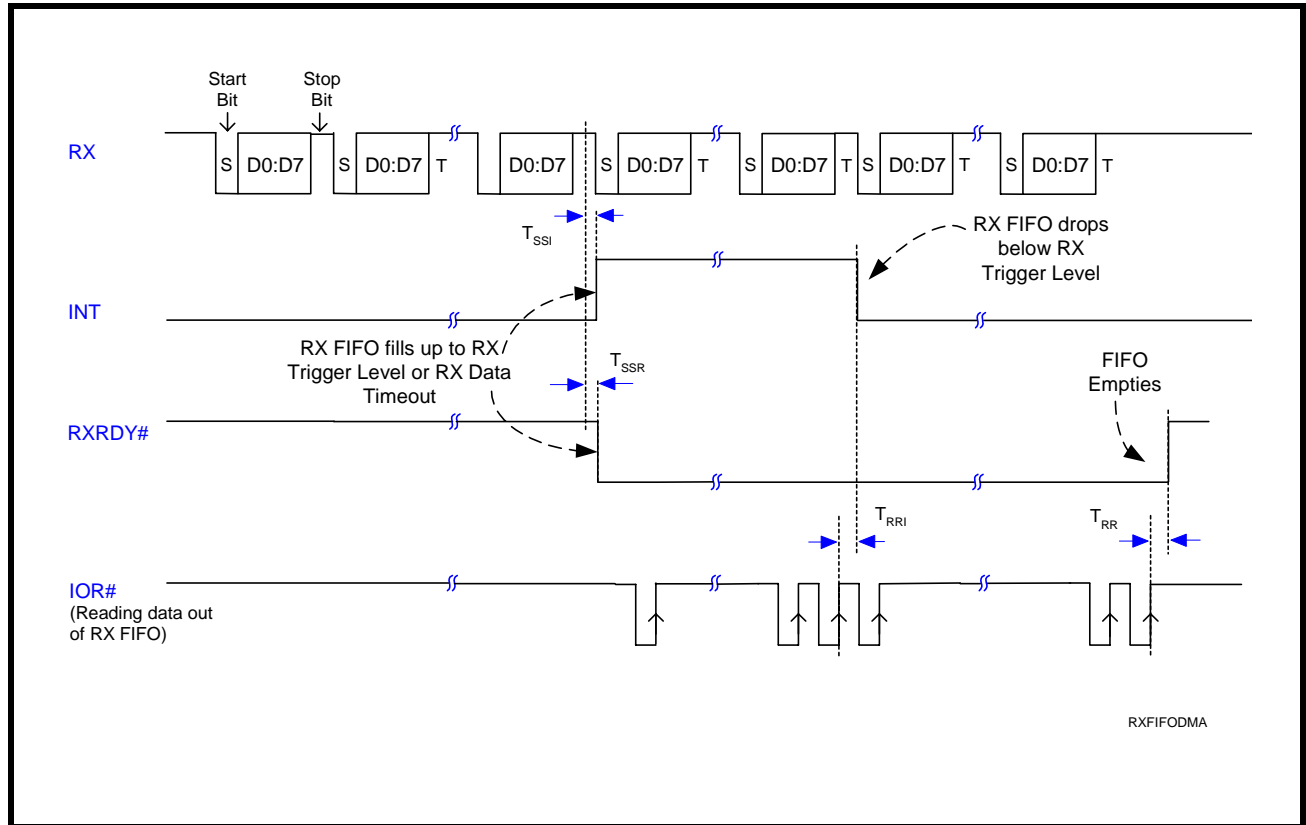 Start
Bit
Stop
Bit
RX
S D0:D7 S D0:D7 T D0:D7 S D0:D7 T S D0:D7 T S D0:D7 T S D0:D7 T
TSSI
RX FIFO drops
below RX
Trigger Level
INT
RX FIFO fills up to RX
Trigger Level or RX Data
Timeout
TSSR
FIFO
Empties
RXRDY#
TRRI
TRR
IOR#
(Reading data out
of RX FIFO)
RXFIFODMA